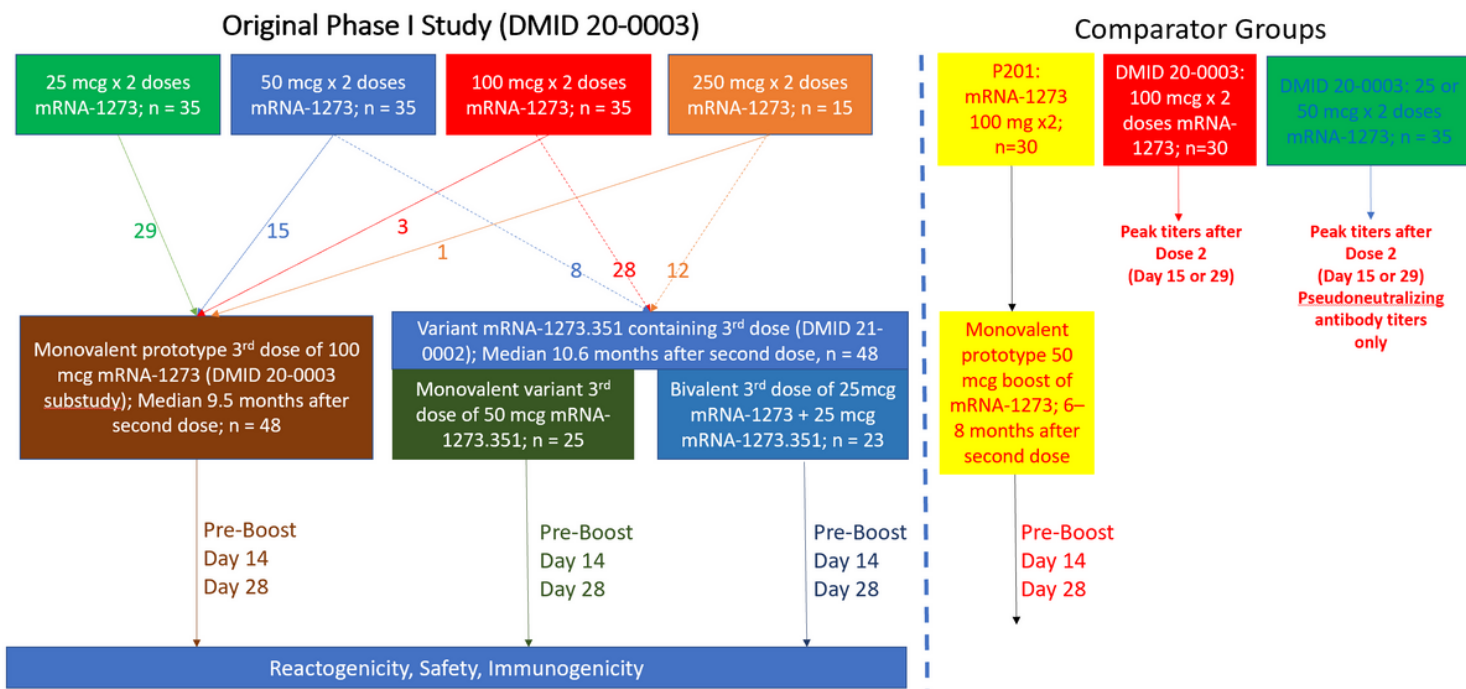 Original Phase I Study (DMID 20-0003)
Comparator Groups
25 mcg x 2 doses
mRNA-1273; n = 35
50 mcg x 2 doses
mRNA-1273; n = 35
100 mcg x 2 doses
mRNA-1273; n = 35
250 mcg x 2 doses
mRNA-1273; n = 15
P201:
mRNA-1273
100 mg x2;
n=30
DMID 20-0003:
100 mcg x 2
doses mRNA-
1273; n=30
DMID 20-0003: 25 or
50 mcg x 2 doses
mRNA-1273; n = 35
29
15
3
1
8
28
12
Peak titers after
Dose 2
(Day 15 or 29)
Peak titers after
Dose 2
(Day 15 or 29)
Pseudoneutralizing
antibody titers
only
Monovalent prototype 3rd dose of 100
mcg mRNA-1273 (DMID 20-0003
substudy); Median 9.5 months after
second dose; n = 48
Variant mRNA-1273.351 containing 3rd dose (DMID 21-
0002); Median 10.6 months after second dose, n = 48
Monovalent variant 3rd
dose of 50 mcg mRNA-
1273.351; n = 25
Bivalent 3rd dose of 25mcg
mRNA-1273 + 25 mcg
mRNA-1273.351; n = 23
Monovalent
prototype 50
mcg boost of
mRNA-1273; 6–
8 months after
second dose
Pre-Boost
Day 14
Day 28
Pre-Boost
Day 14
Day 28
Pre-Boost
Day 14
Day 28
Pre-Boost
Day 14
Day 28
Reactogenicity, Safety, Immunogenicity